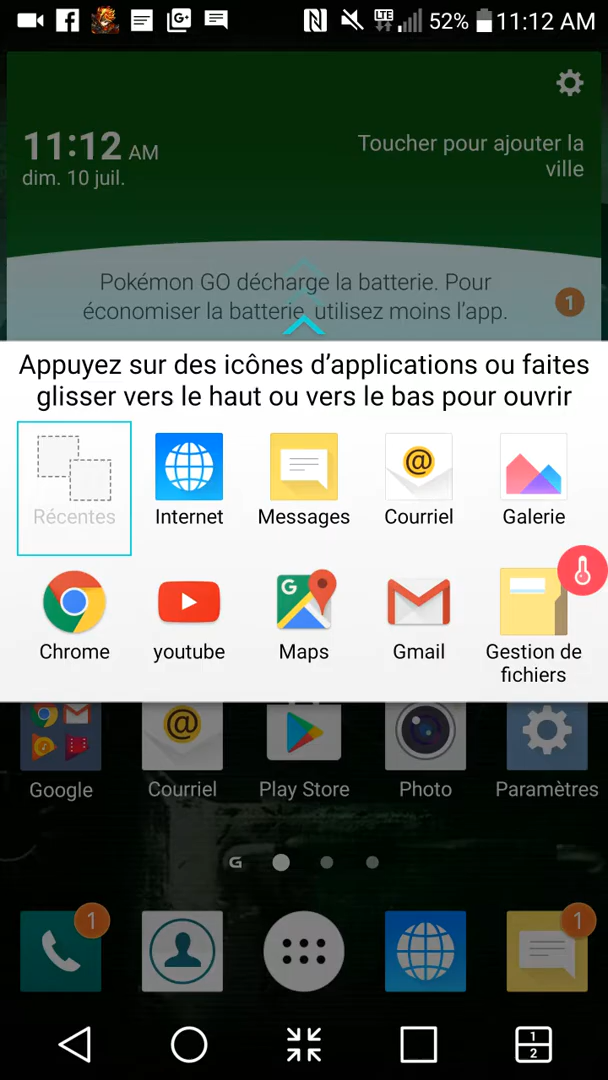 52% 11:12 AM
11:12 AM
dim. 10 juil.
Toucher pour ajouter la
ville
Pokémon GO décharge la batterie. Pour
économiser la batterie, utilisez moins l'app.
1
Appuyez sur des icônes d'applications ou faites
glisser vers le haut ou vers le bas pour ouvrir
Récentes Internet Messages Courriel Galerie
Chrome youtube Maps Gmail Gestion de
fichiers
Google Courriel Play Store Photo Paramètres
G
1 1
1
2